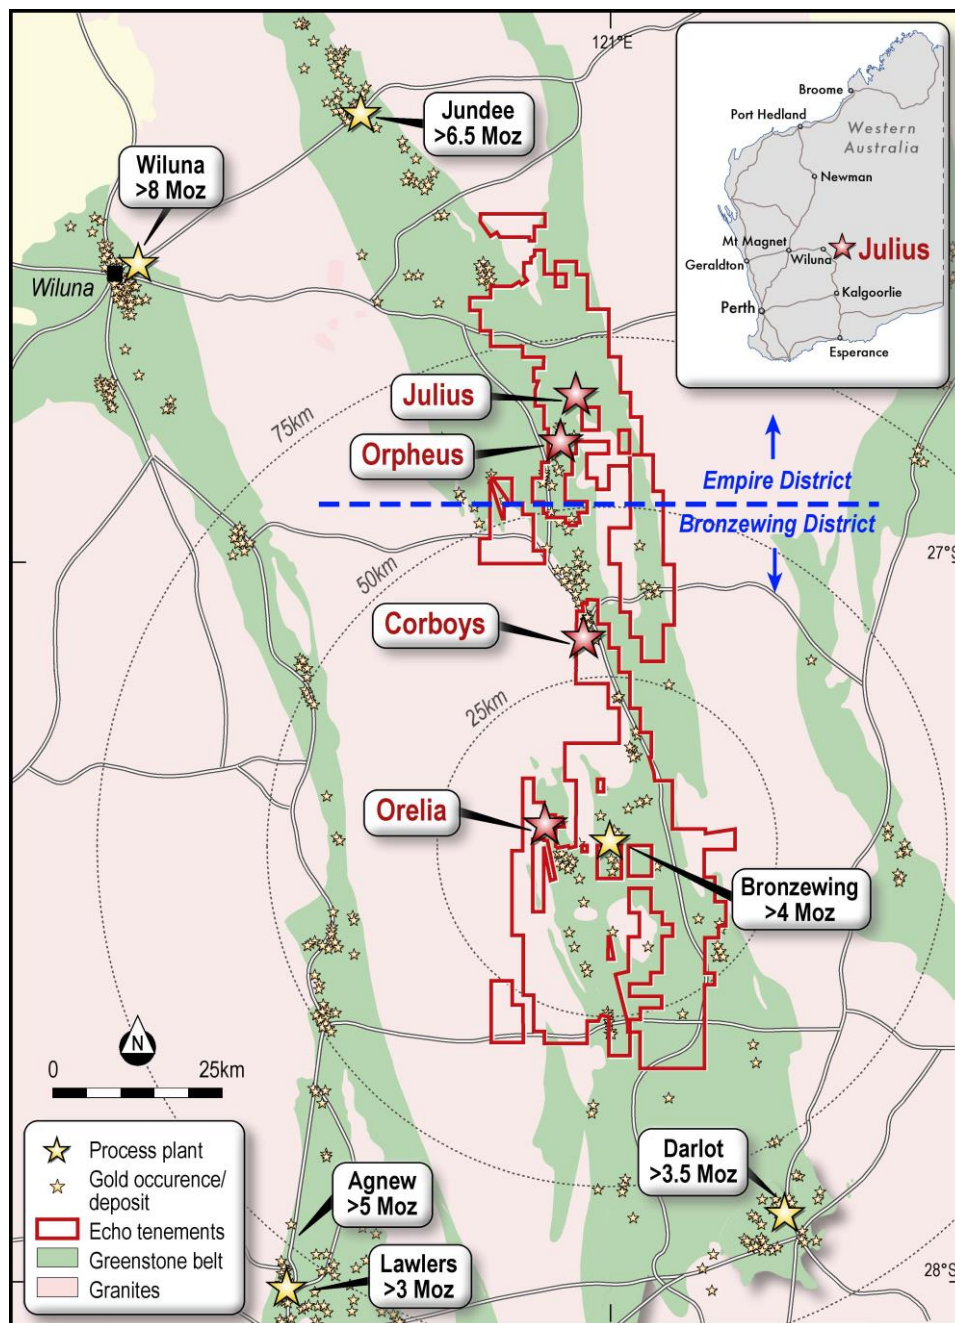 121°E
Jundee
>6.5 Moz
Wiluna
>8 Moz
Wiluna
Broome
Port Hedland
Western
Australia
Newman
Mt Magnet
Wiluna
Julius
Geraldton
Kalgoorlie
Perth
Esperance
75km
Julius
Orpheus
Empire District
Bronzewing District
27°S
50km
Corboys
25km
Orelia
Bronzewing
>4 Moz
N
0
25km
Process plant
Gold occurence/
deposit
Echo tenements
Greenstone belt
Granites
Agnew
>5 Moz
Lawlers
>3 Moz
Darlot
>3.5 Moz
28°S